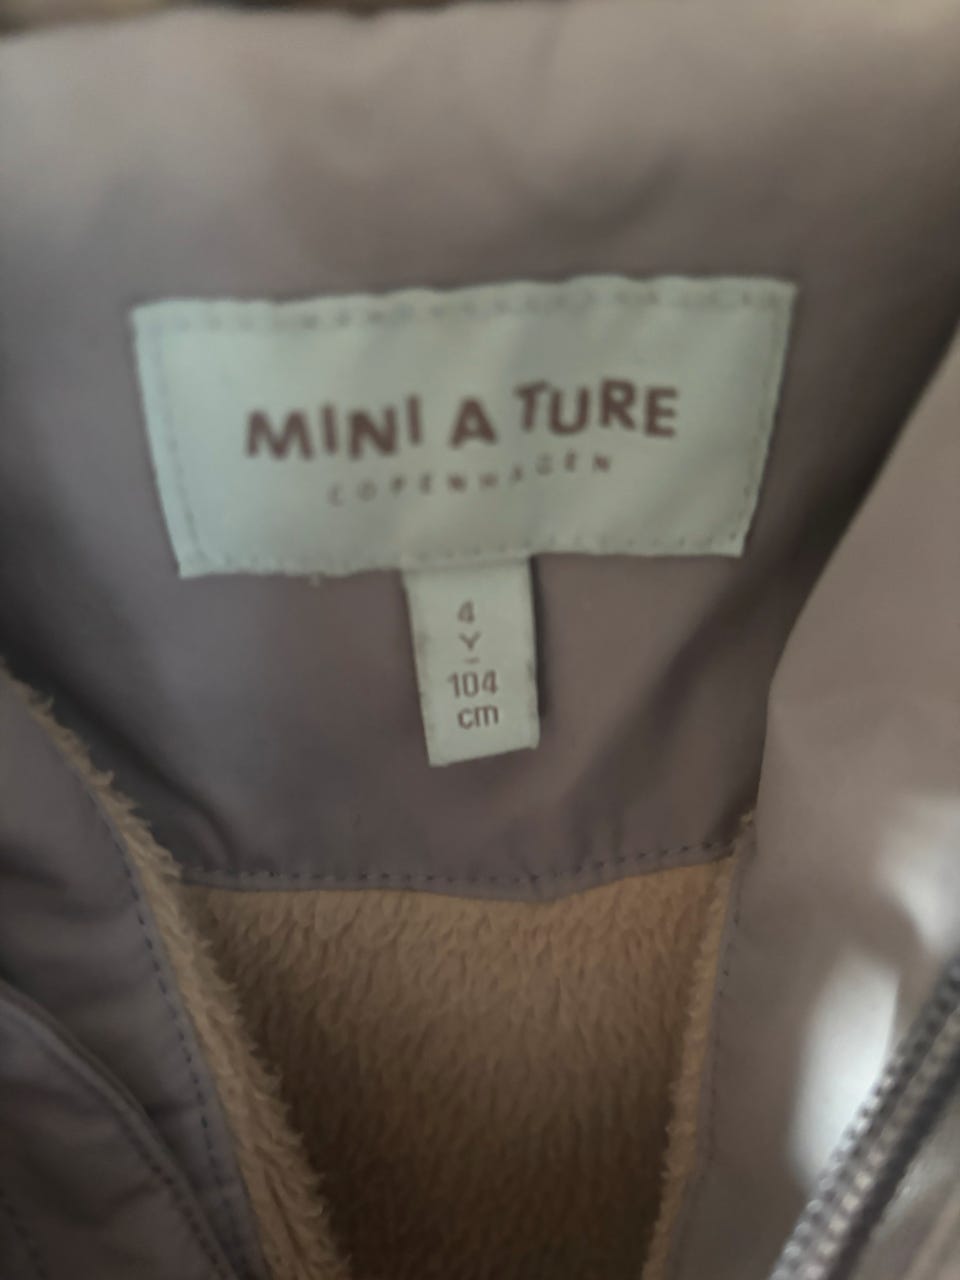 MINI A TURE
COPENHAGEN
4
Y
-
104
cm